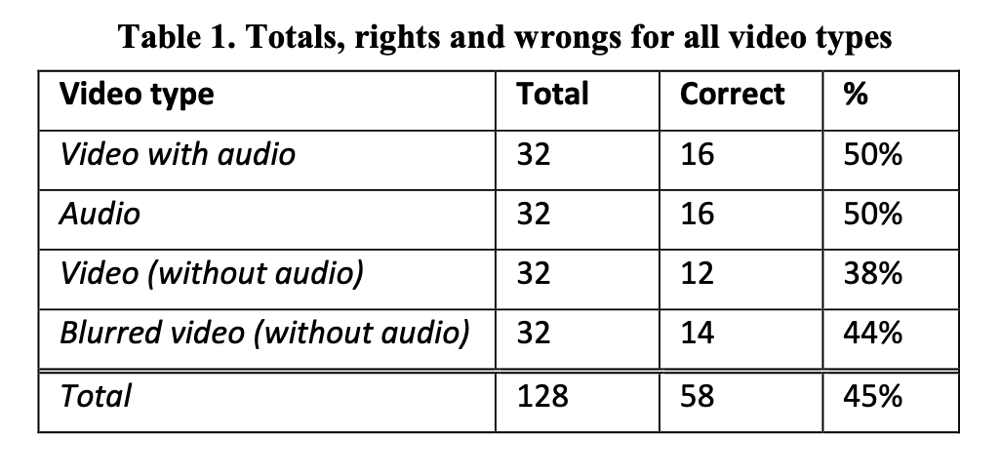 Table 1. Totals, rights and wrongs for all video types
Video type Total Correct %
Video with audio 32 16 50%
Audio 32 16 50%
Video (without audio) 32 12 38%
Blurred video (without audio) 32 14 44%
Total 128 58 45%